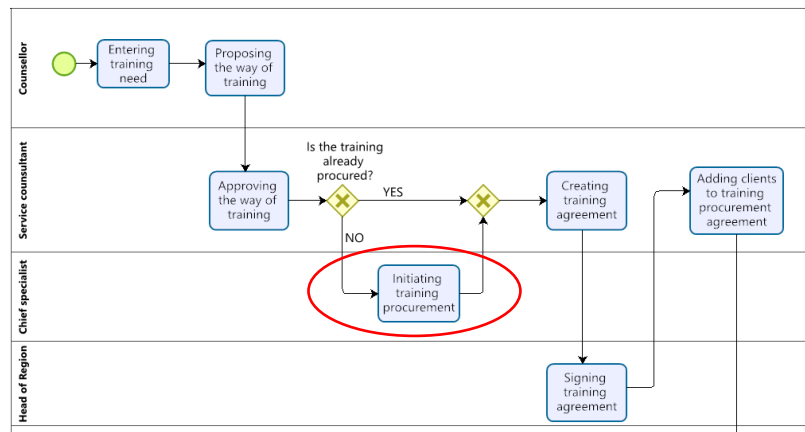 Counsellor
Entering
training
need
Proposing
the way of
training
Service counsultant
Approving
the way of
training
Is the training
already
procured?
YES
NO
Creating
training
agreement
Adding clients
to training
procurement
agreement
Chief specialist
Initiating
training
procurement
Head of Region
Signing
training
agreement